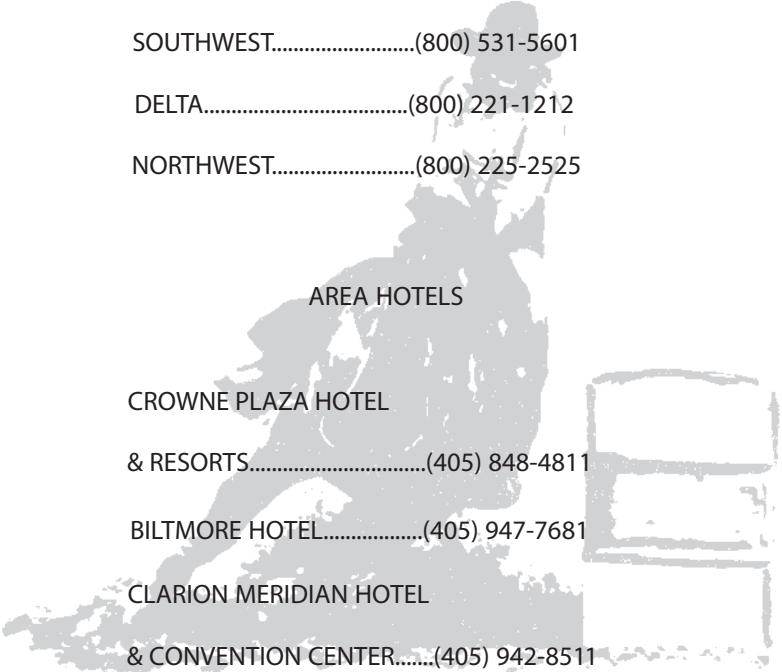 SOUTHWEST..........................(800) 531-5601
DELTA.....................................(800) 221-1212
NORTHWEST..........................(800) 225-2525
AREA HOTELS
CROWNE PLAZA HOTEL
& RESORTS................................(405) 848-4811
BILTMORE HOTEL..................(405) 947-7681
CLARION MERIDIAN HOTEL
& CONVENTION CENTER.......(405) 942-8511